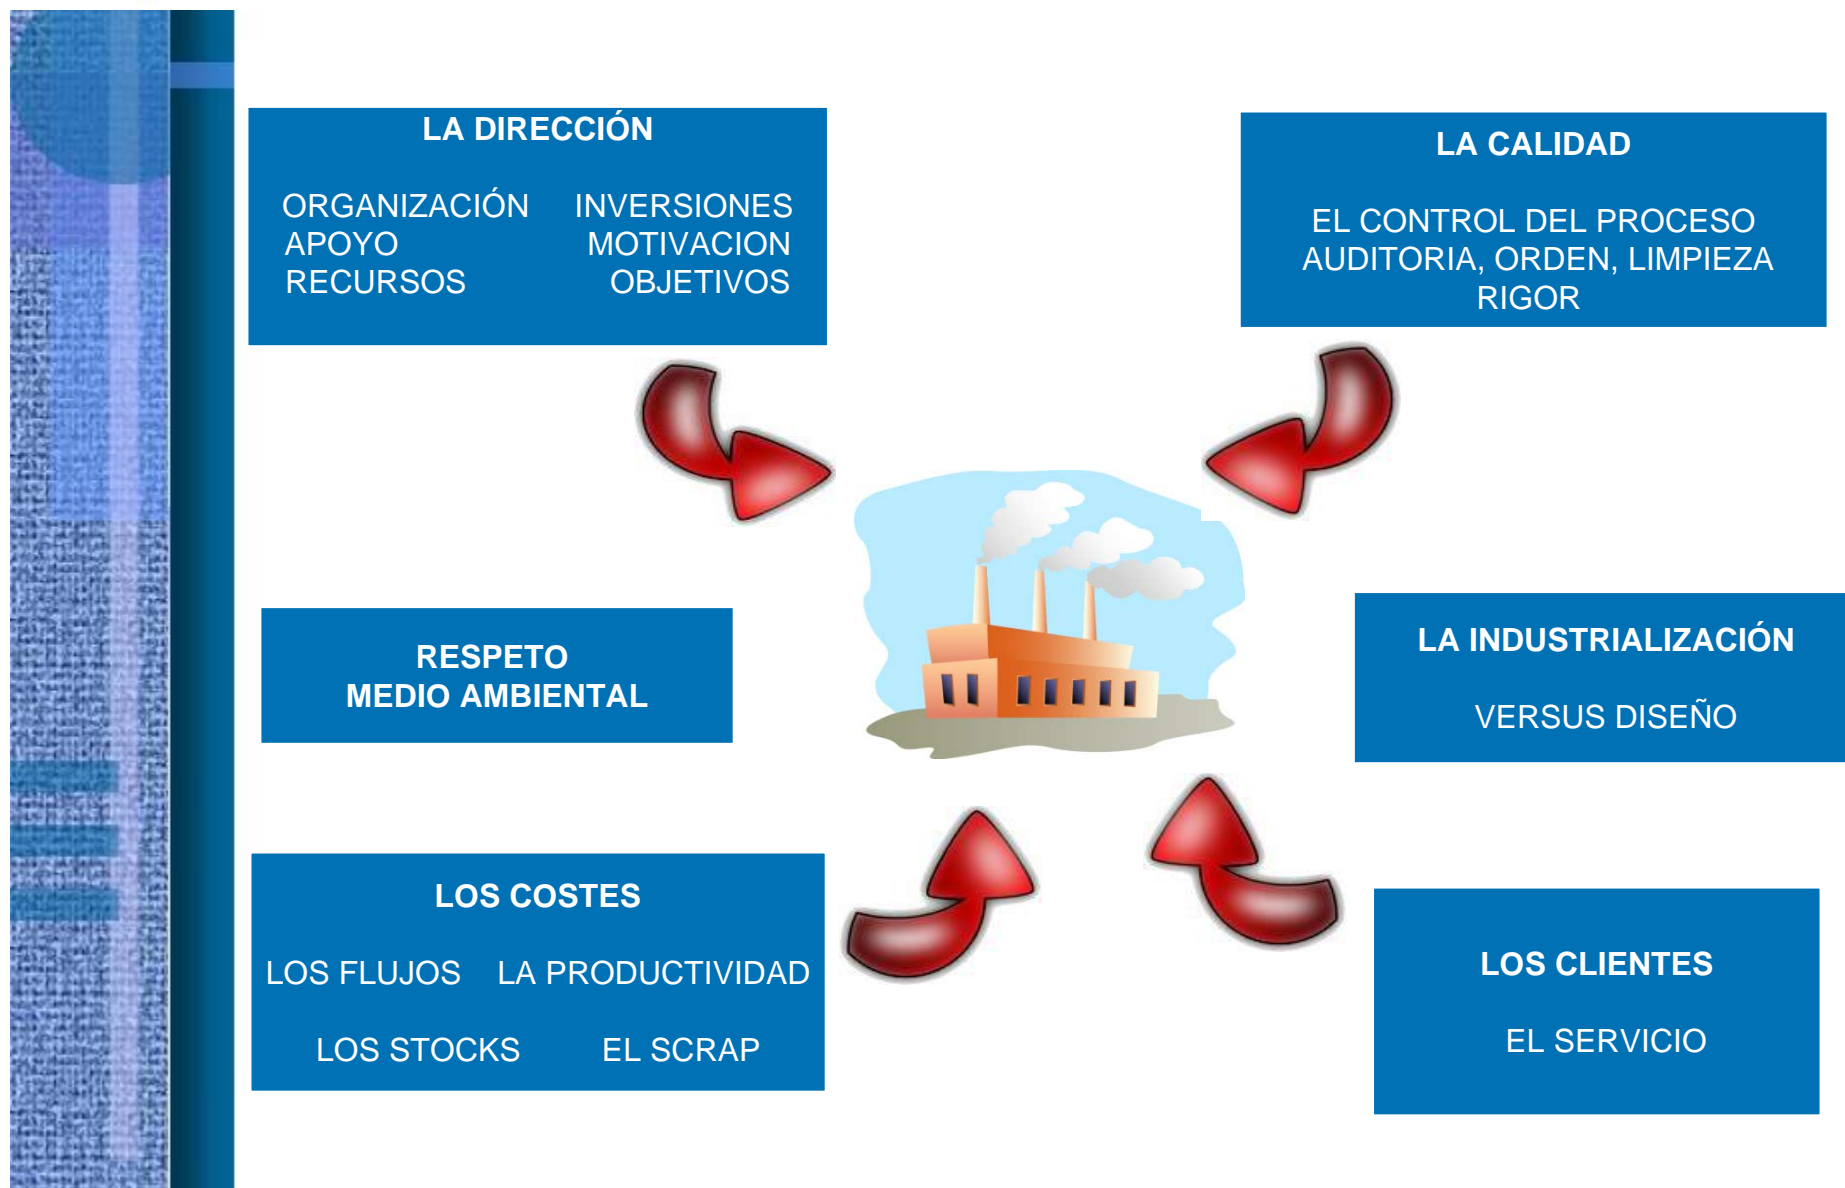 LA DIRECCIÓN
ORGANIZACIÓN INVERSIONES
APOYO MOTIVACION
RECURSOS OBJETIVOS
LA CALIDAD
EL CONTROL DEL PROCESO
AUDITORIA, ORDEN, LIMPIEZA
RIGOR
RESPETO
MEDIO AMBIENTAL
LA INDUSTRIALIZACIÓN
VERSUS DISEÑO
LOS COSTES
LOS FLUJOS LA PRODUCTIVIDAD
LOS STOCKS EL SCRAP
LOS CLIENTES
EL SERVICIO